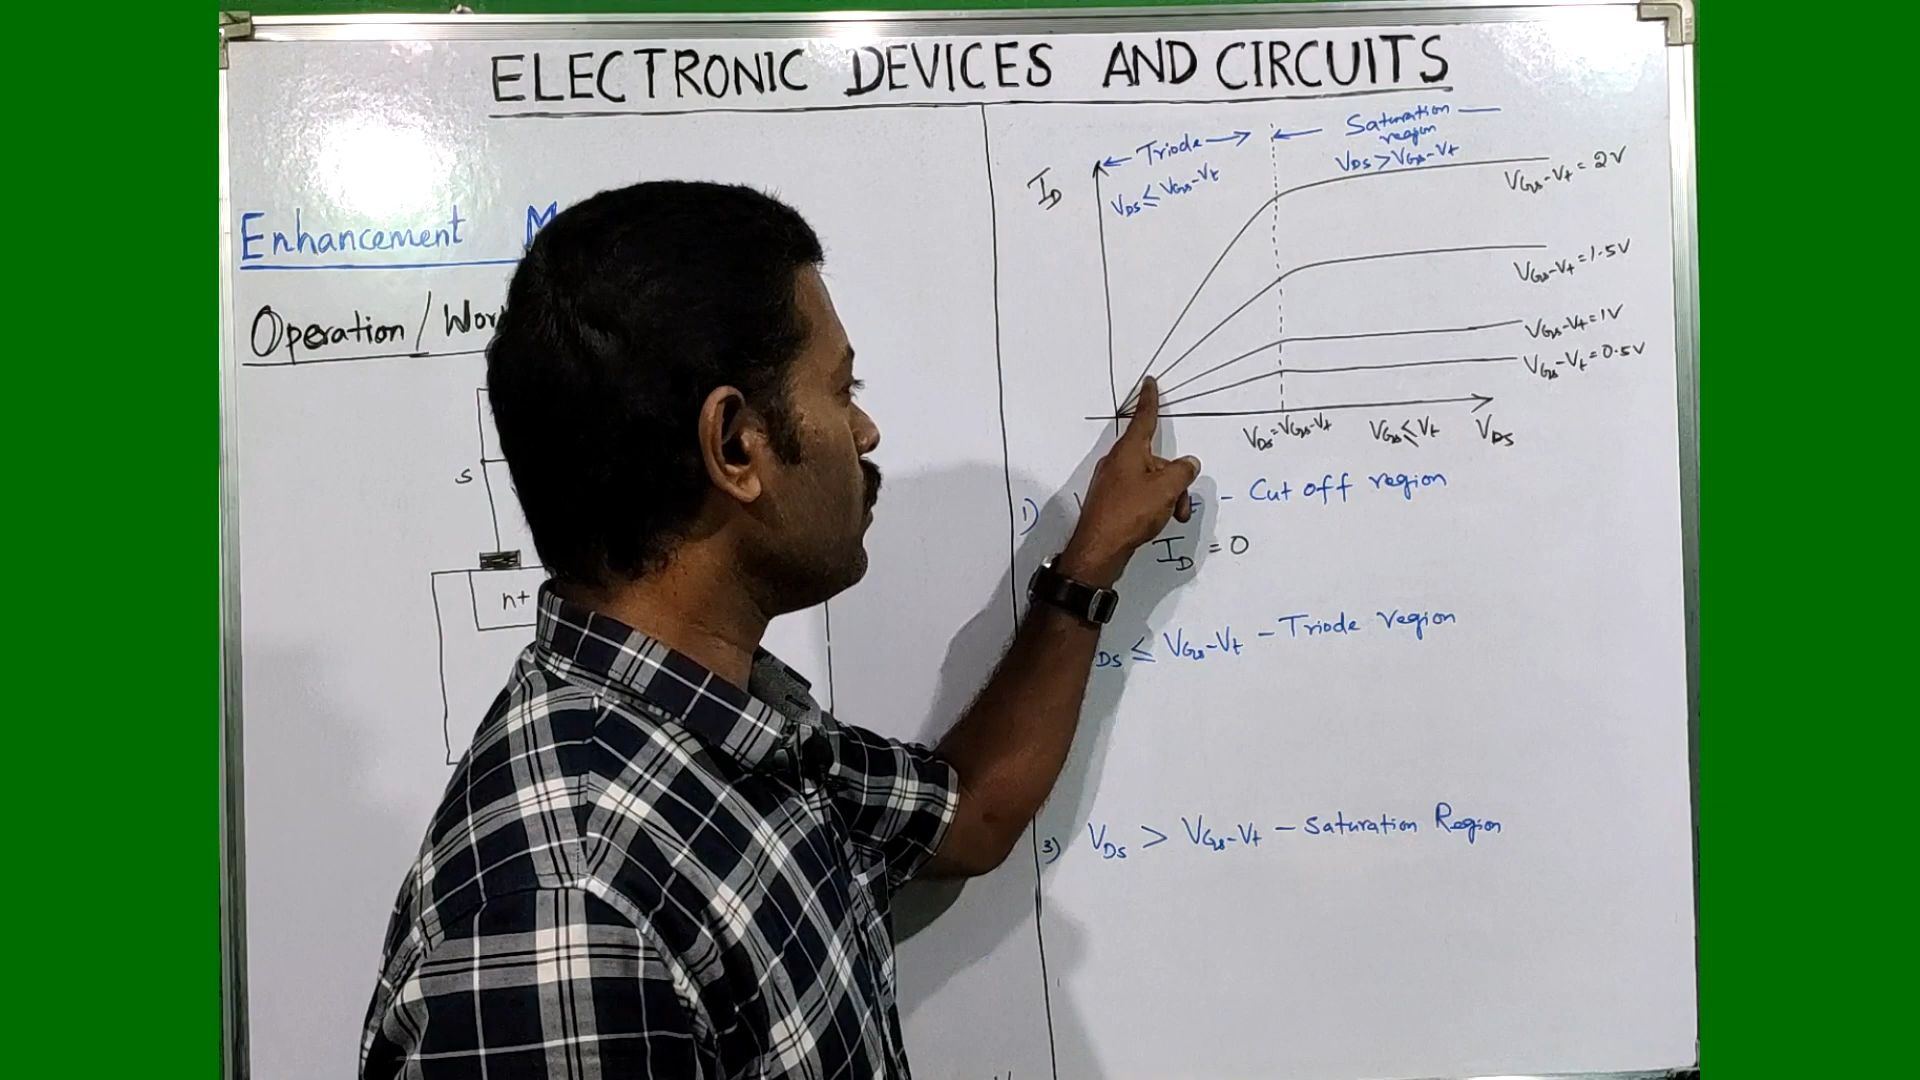 ELECTRONIC DEVICES AND CIRCUITS
Enhancement M
Operation/Wor
S
n+
Triode
Saturation
region
VDS > VGS-Vt
VDS ≤ VGS-Vt
ID
VGS-Vt = 2V
VGS-Vt = 1.5V
VGS-Vt = 1V
VGS-Vt = 0.5V
VDS = VGS-Vt
VGS ≤ Vt
VDS
1) t - Cut off region
ID = 0
DS ≤ VGS-Vt - Triode region
3) VDS > VGS-Vt - Saturation Region